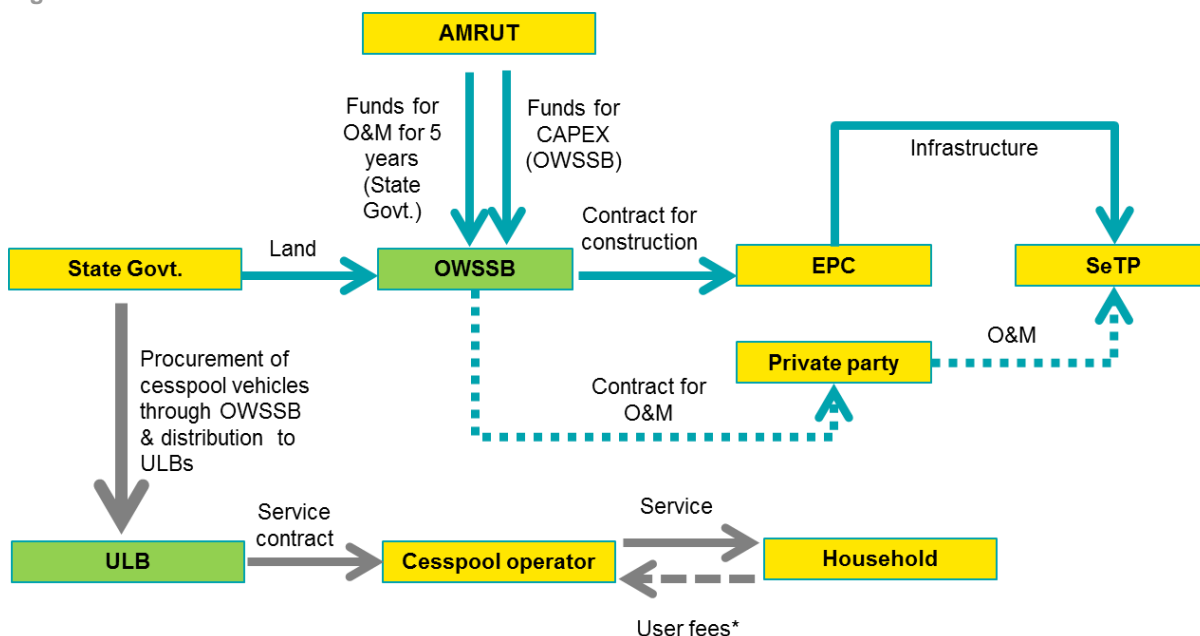 AMRUT
Funds for
O&M for 5
years
(State
Govt.)
Funds for
CAPEX
(OWSSB)
Infrastructure
Contract for
construction
Land
State Govt.
OWSSB
EPC
SeTP
Procurement of
cesspool vehicles
through OWSSB
& distribution to
ULBs
O&M
Private party
Contract for
O&M
Service
contract
Service
ULB
Cesspool operator
Household
User fees*